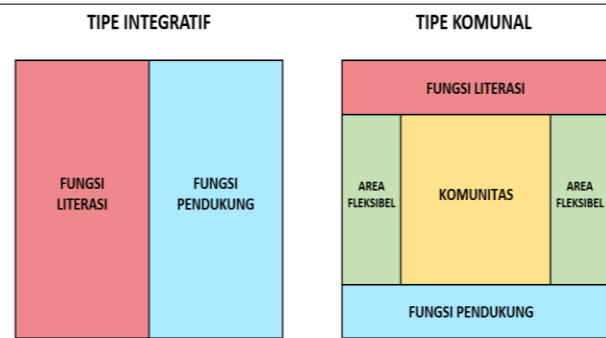 TIPE INTEGRATIF
FUNGSI
LITERASI
FUNGSI
PENDUKUNG
TIPE KOMUNAL
FUNGSI LITERASI
AREA
FLEKSIBEL
KOMUNITAS
AREA
FLEKSIBEL
FUNGSI PENDUKUNG